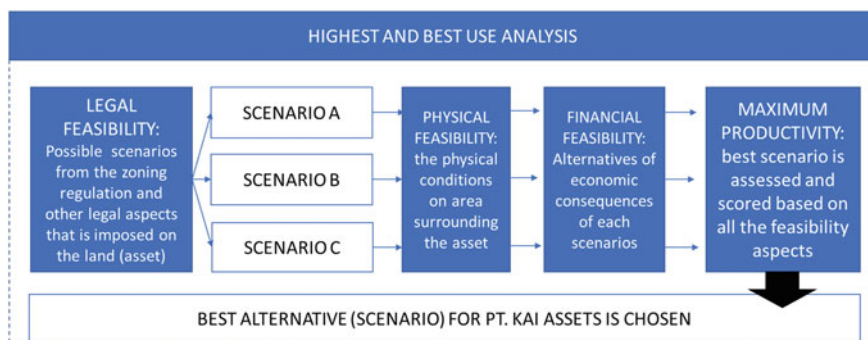 HIGHEST AND BEST USE ANALYSIS
LEGAL
FEASIBILITY:
Possible scenarios
from the zoning
regulation and
other legal aspects
that is imposed on
the land (asset)
SCENARIO A
SCENARIO B
SCENARIO C
PHYSICAL
FEASIBILITY:
the physical
conditions
on area
surrounding
the asset
FINANCIAL
FEASIBILITY:
Alternatives of
economic
consequences
of each
scenarios
MAXIMUM
PRODUCTIVITY:
best scenario is
assessed and
scored based on
all the feasibility
aspects
BEST ALTERNATIVE (SCENARIO) FOR PT. KAI ASSETS IS CHOSEN